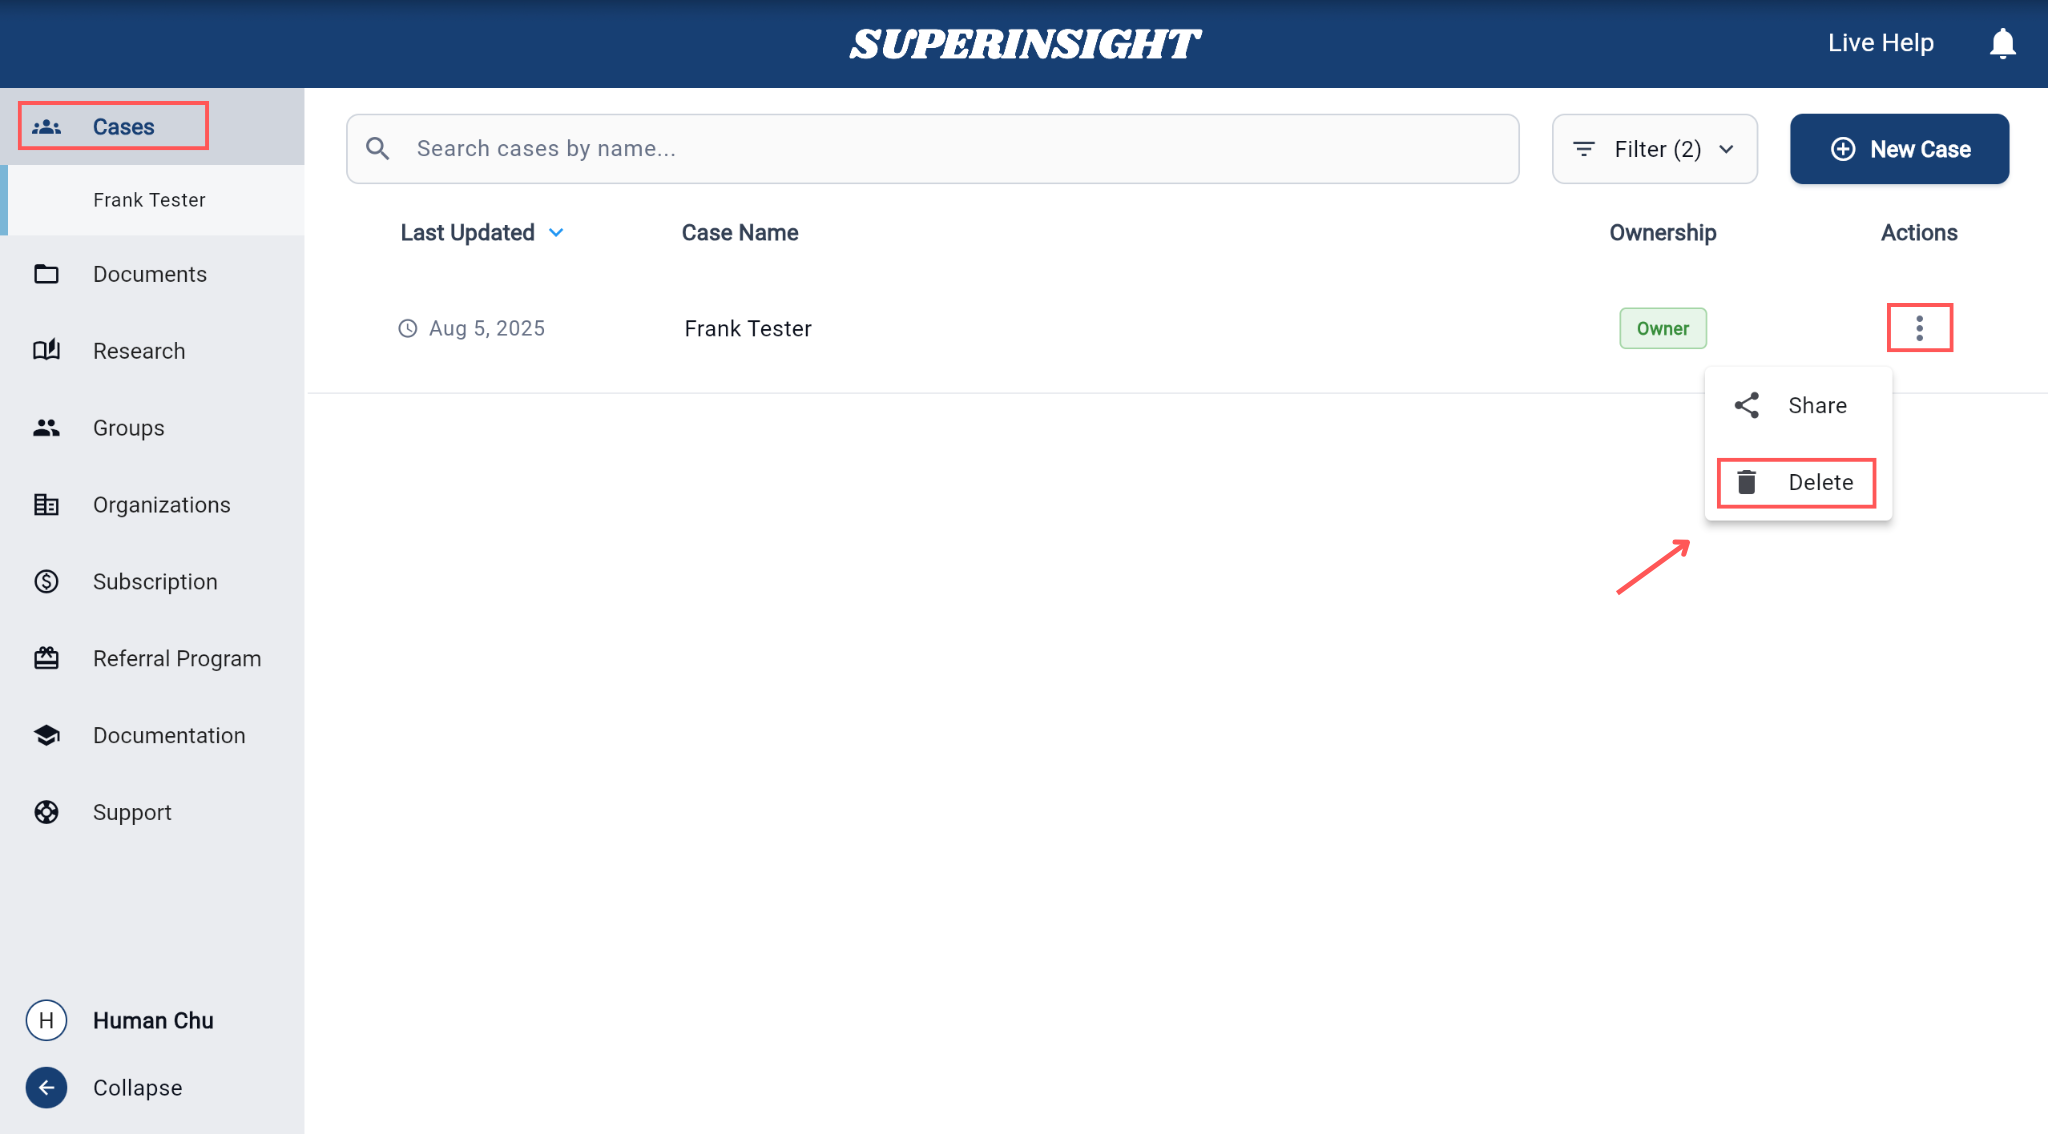 SUPERINSIGHT
Live Help
Cases
Frank Tester
Documents
Research
Groups
Organizations
Subscription
Referral Program
Documentation
Support
H Human Chu
Collapse
Search cases by name...
Filter (2)
New Case
Last Updated Case Name Ownership Actions
Aug 5, 2025 Frank Tester Owner
Share
Delete